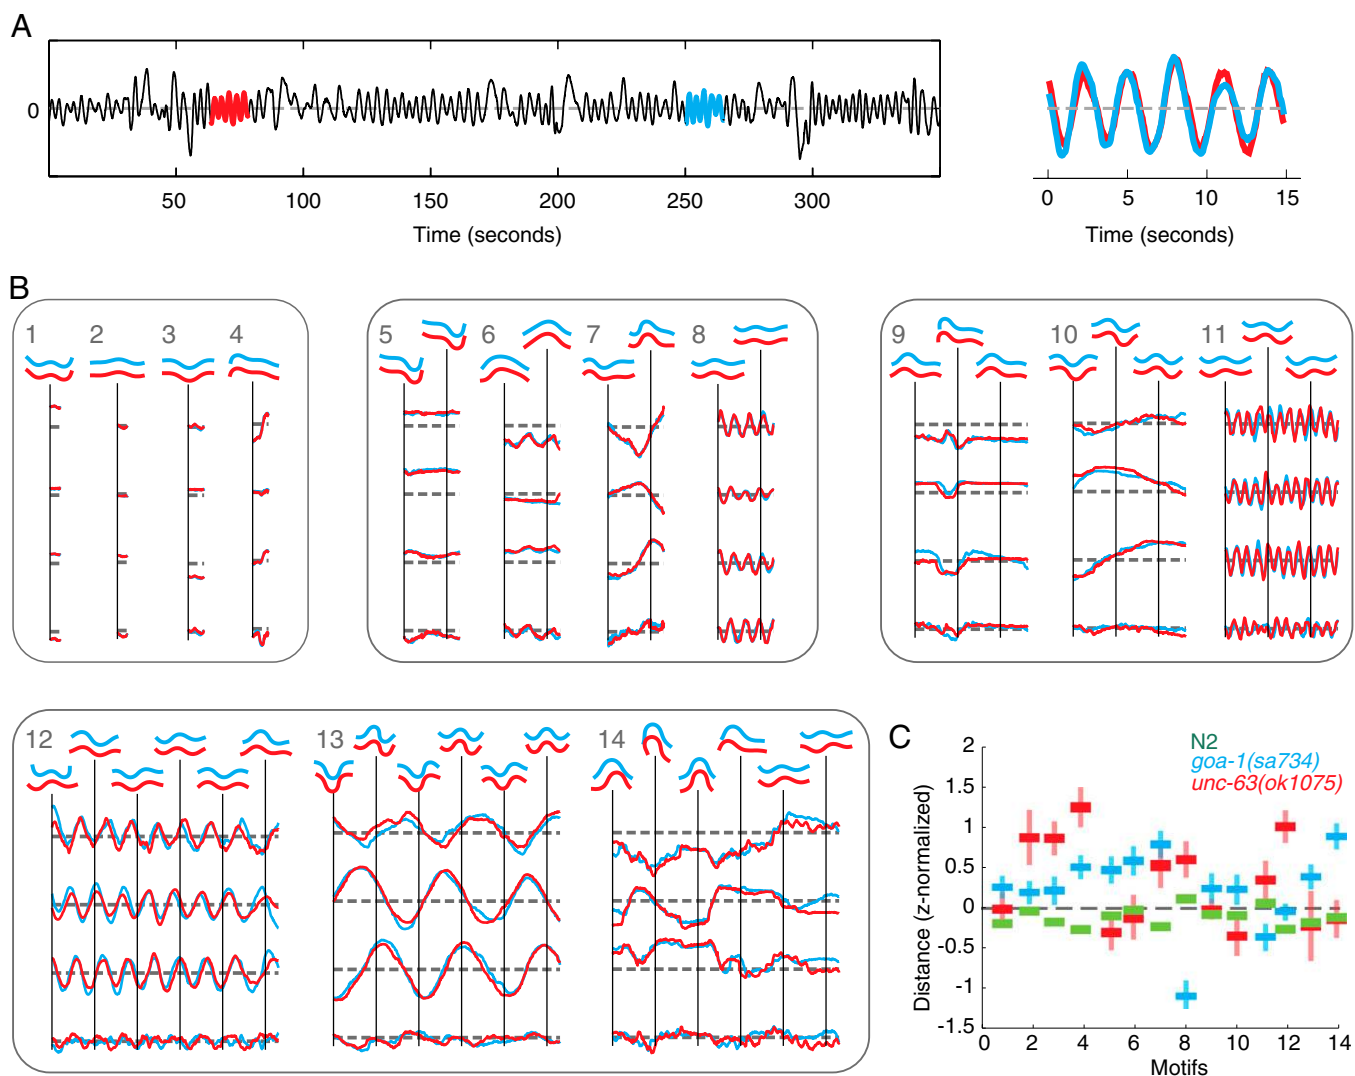 A
0
50 100 150 200 250 300
Time (seconds)
0 5 10 15
Time (seconds)
B
1 2 3 4
5 6 7 8
9 10 11
12 13 14
C
N2
goa-1(sa734)
unc-63(ok1075)
Distance (z-normalized)
2
1.5
1
0.5
0
-0.5
-1
-1.5
0 2 4 6 8 10 12 14
Motifs